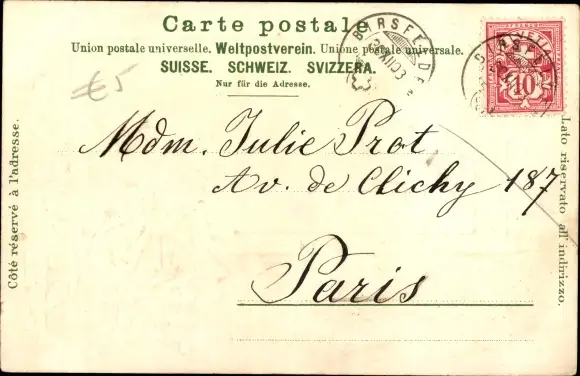 Carte postale
Union postale universelle. Weltpostverein. Unione postale universale.
SUISSE. SCHWEIZ. SVIZZERA.
Nur für die Adresse.
€5
Côté réservé à l'adresse.
Lato riservato all'indirizzo.
10
Mdm. Julie Prot
Av. de Clichy 187
Paris